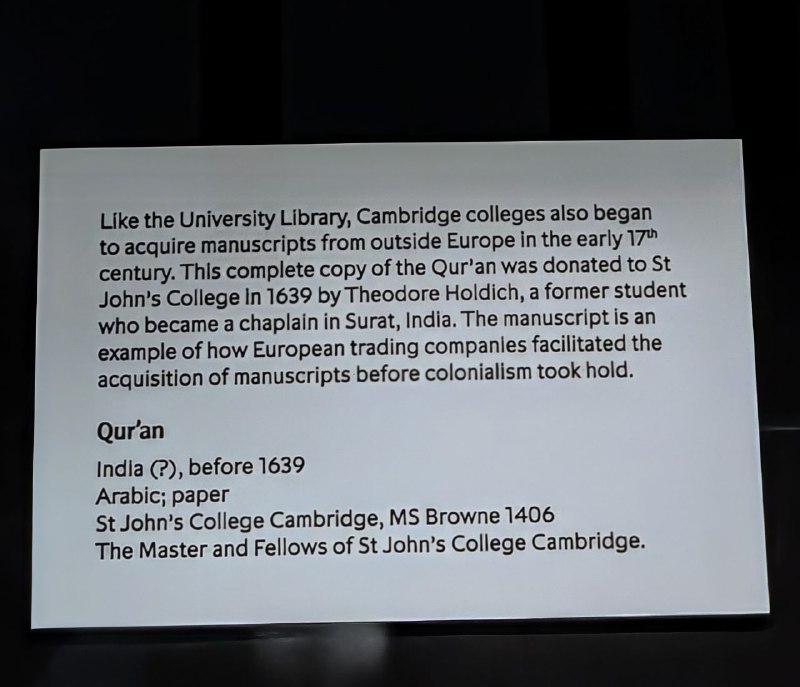 Like the University Library, Cambridge colleges also began
to acquire manuscripts from outside Europe in the early 17th
century. This complete copy of the Qur'an was donated to St
John's College in 1639 by Theodore Holdich, a former student
who became a chaplain in Surat, India. The manuscript is an
example of how European trading companies facilitated the
acquisition of manuscripts before colonialism took hold.
Qur'an
India (?), before 1639
Arabic; paper
St John's College Cambridge, MS Browne 1406
The Master and Fellows of St John's College Cambridge.